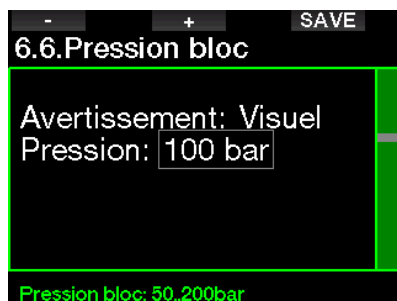 - + SAVE
6.6.Pression bloc
Avertissement: Visuel
Pression: 100 bar
Pression bloc: 50..200bar